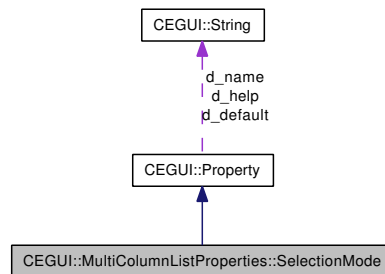 CEGUI::String
d_name
d_help
d_default
CEGUI::Property
CEGUI::MultiColumnListProperties::SelectionMode